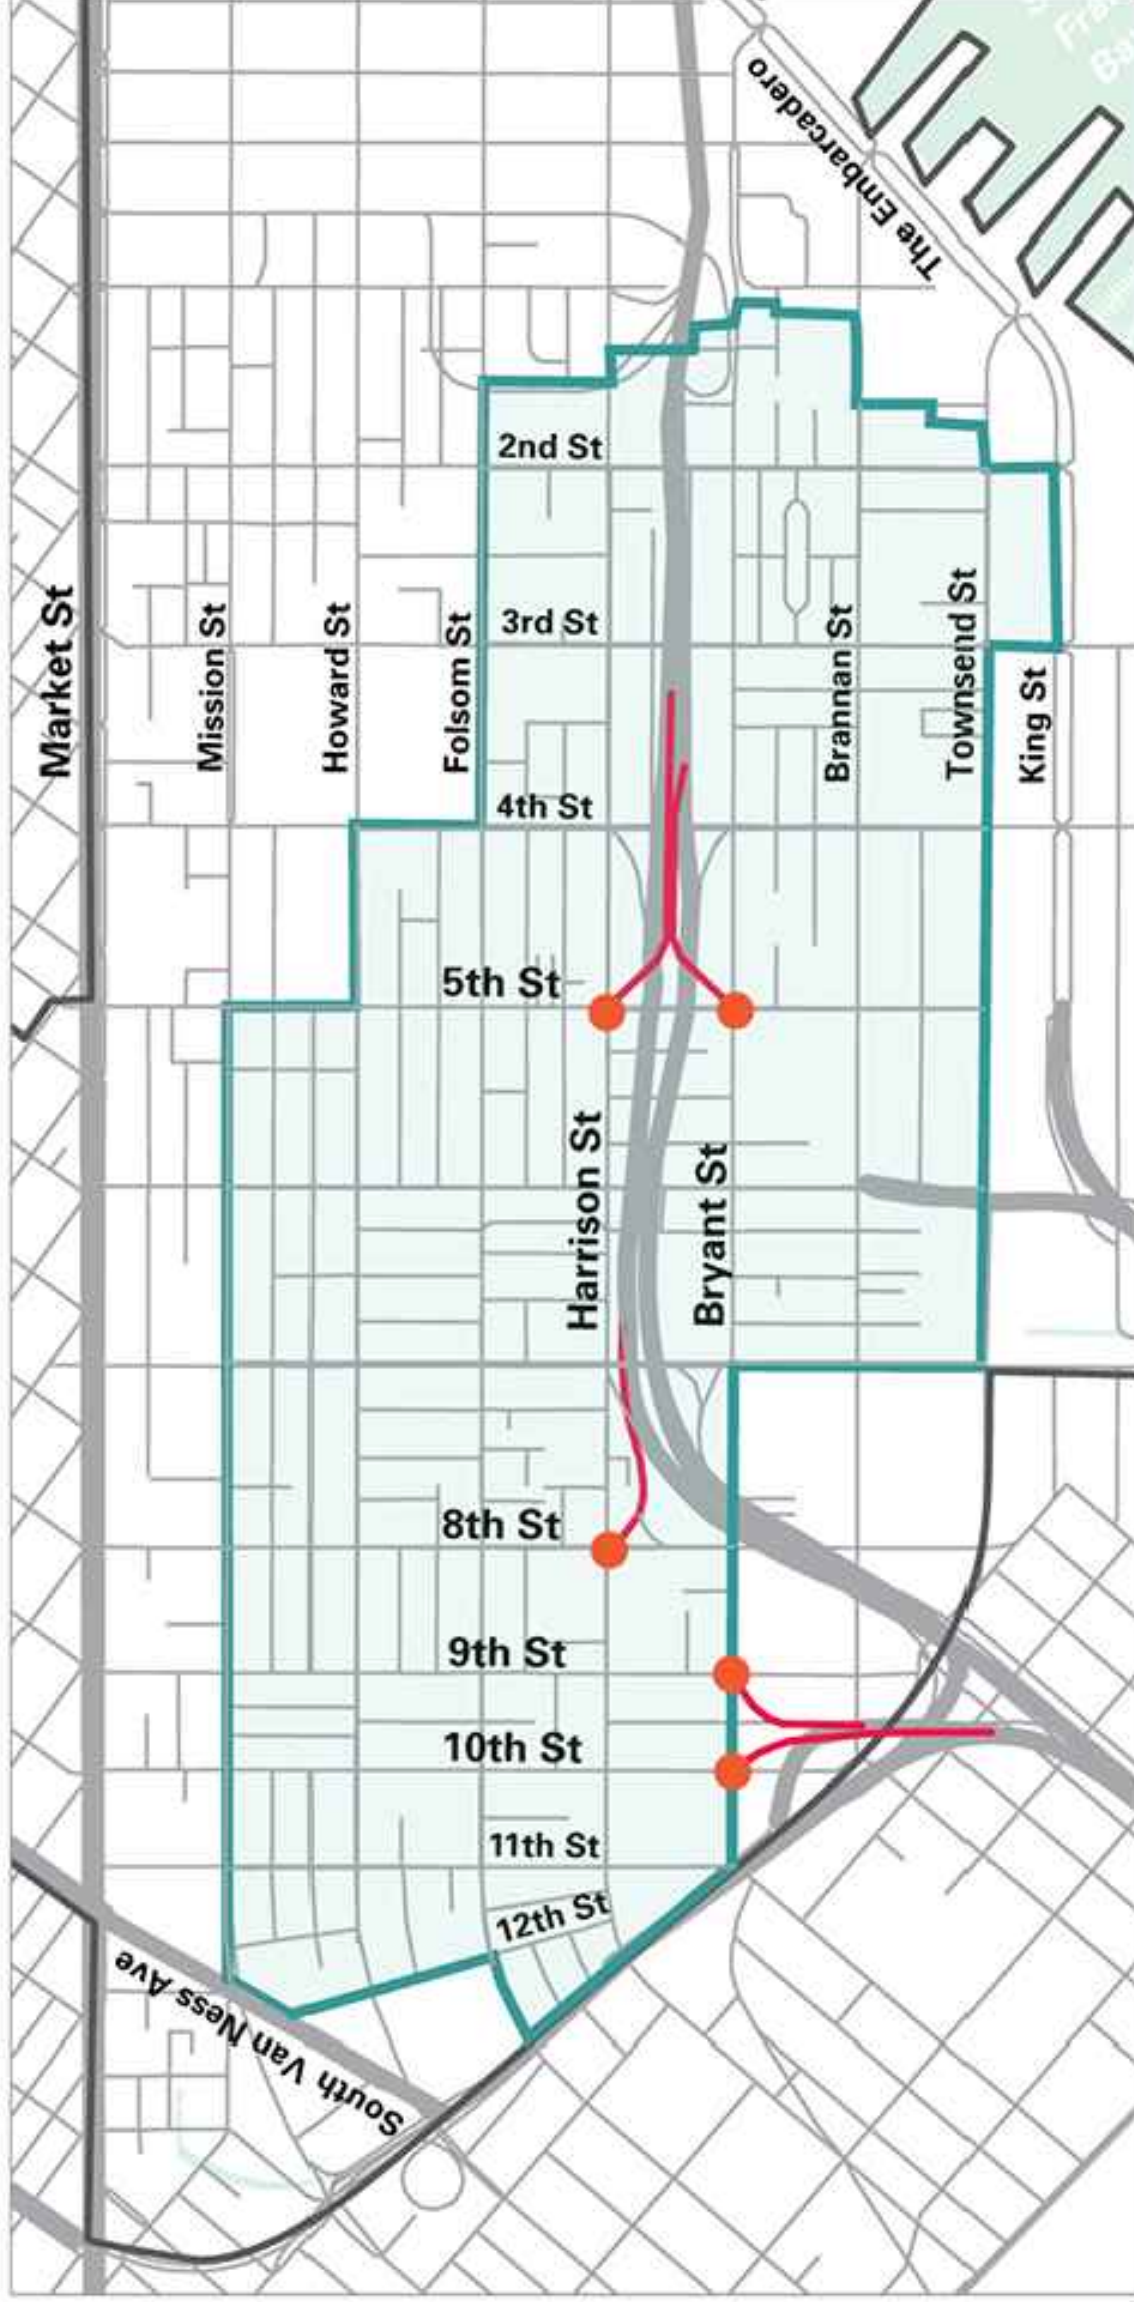 The Embarcadero
2nd St
Market St
Mission St
Howard St
Folsom St
3rd St
Brannan St
Townsend St
King St
4th St
5th St
Harrison St
Bryant St
8th St
9th St
10th St
11th St
12th St
South Van Ness Ave